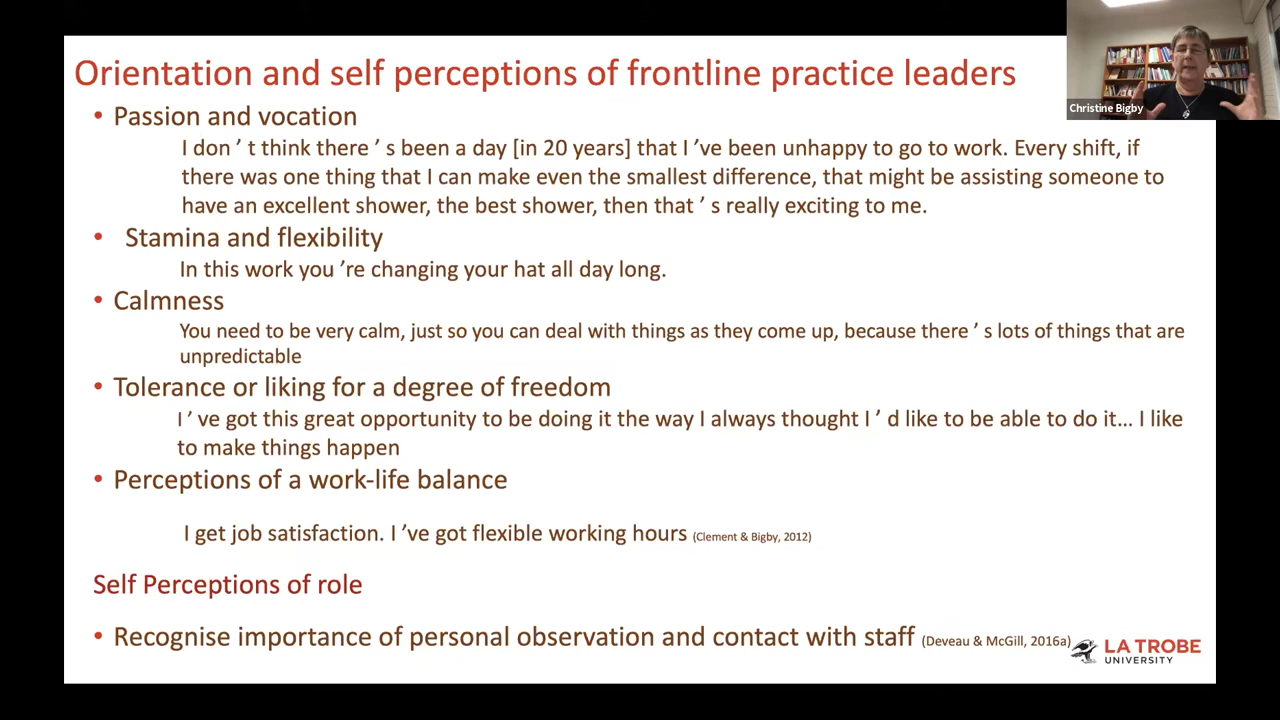 Orientation and self perceptions of frontline practice leaders
Christine Bigby
• Passion and vocation
I don ’ t think there ’ s been a day [in 20 years] that I ’ve been unhappy to go to work. Every shift, if
there was one thing that I can make even the smallest difference, that might be assisting someone to
have an excellent shower, the best shower, then that ’ s really exciting to me.
• Stamina and flexibility
In this work you ’re changing your hat all day long.
• Calmness
You need to be very calm, just so you can deal with things as they come up, because there ’ s lots of things that are
unpredictable
• Tolerance or liking for a degree of freedom
I ’ ve got this great opportunity to be doing it the way I always thought I ’ d like to be able to do it… I like
to make things happen
• Perceptions of a work-life balance
I get job satisfaction. I ’ve got flexible working hours (Clement & Bigby, 2012)
Self Perceptions of role
• Recognise importance of personal observation and contact with staff (Deveau & McGill, 2016a)
LA TROBE
UNIVERSITY